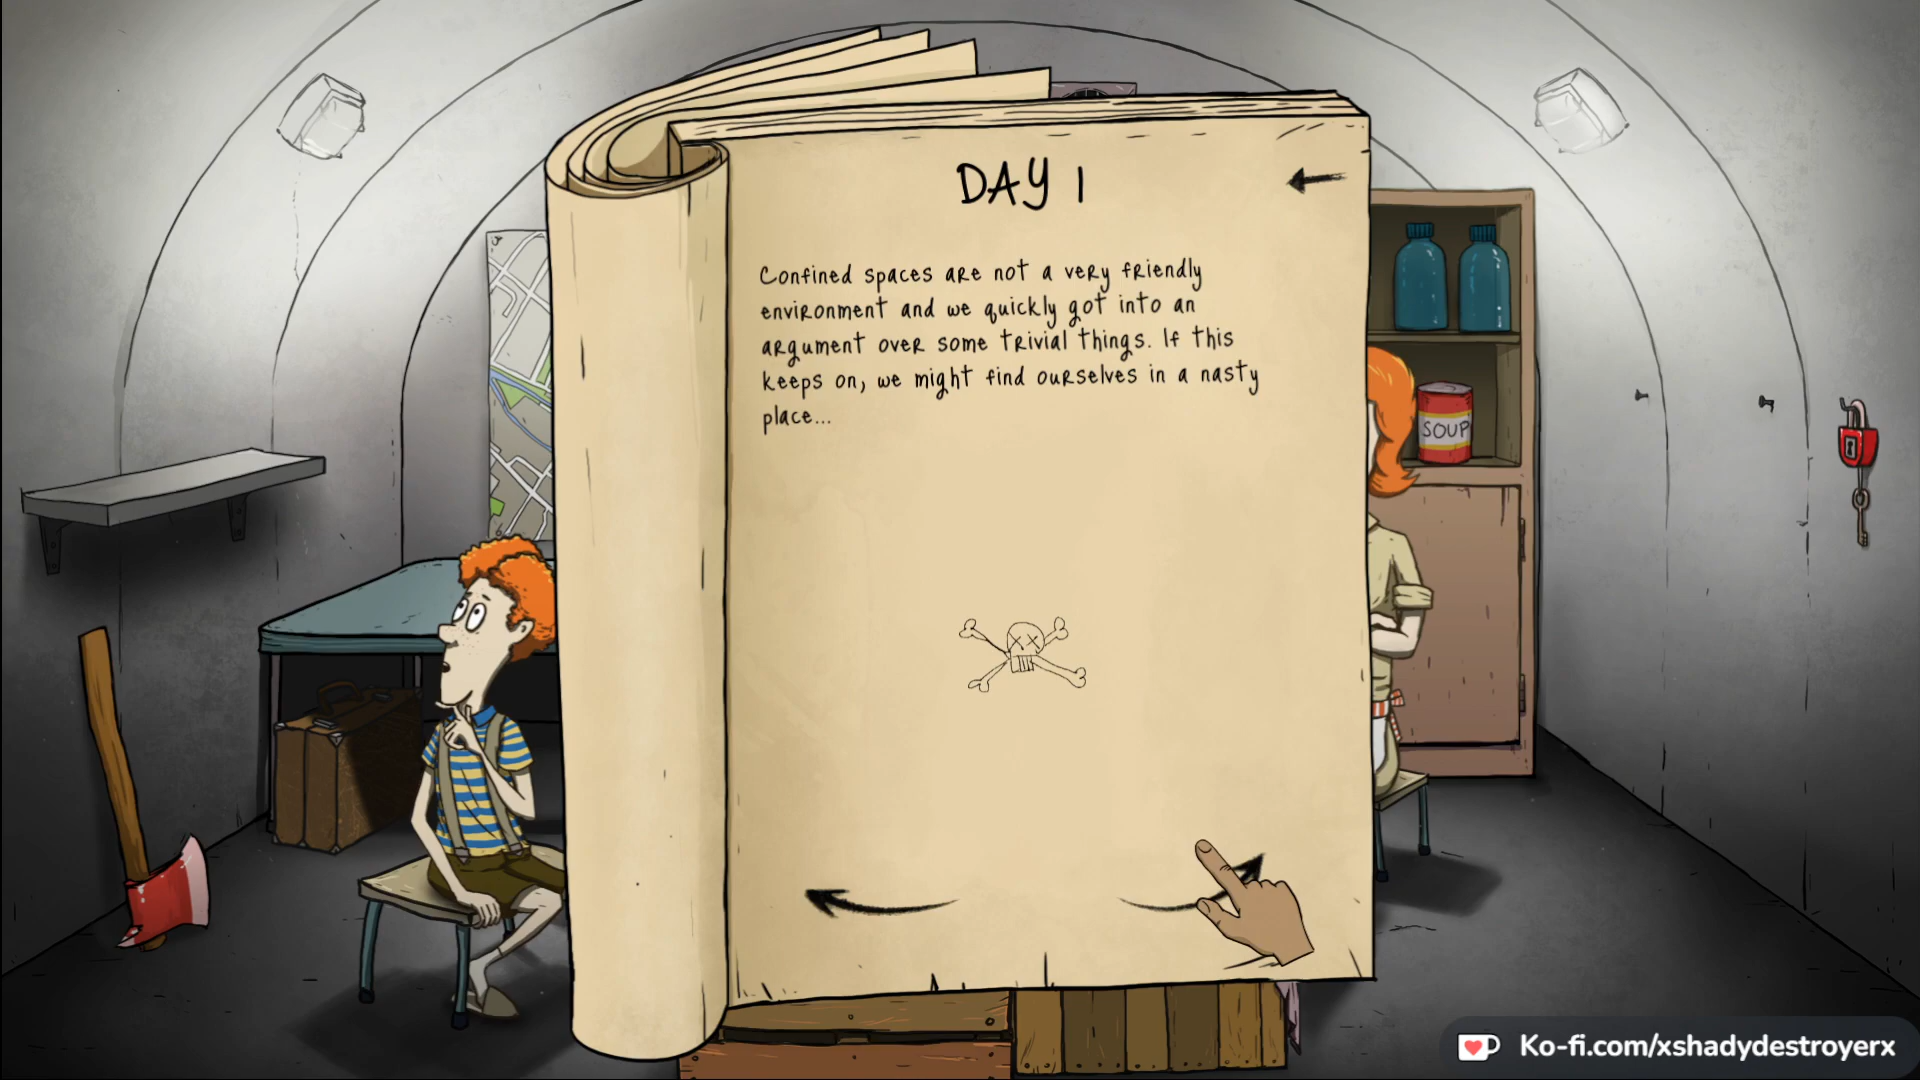 DAY 1
Confined spaces are not a very friendly
environment and we quickly got into an
argument over some trivial things. If this
keeps on, we might find ourselves in a nasty
place...
SOUP
Ko-fi.com/xshadydestroyerx